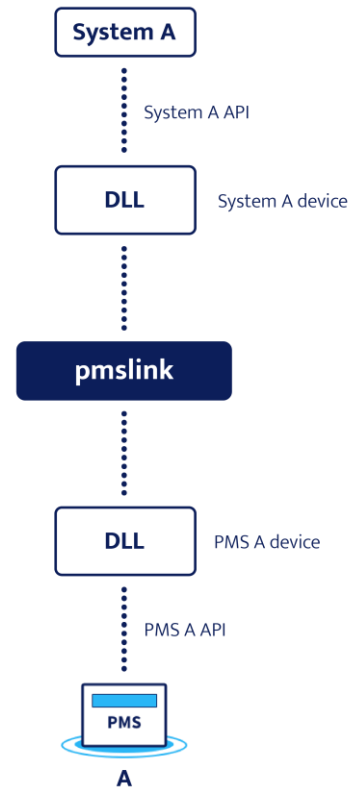 System A
System A API
DLL
System A device
pmslink
DLL
PMS A device
PMS A API
PMS
A